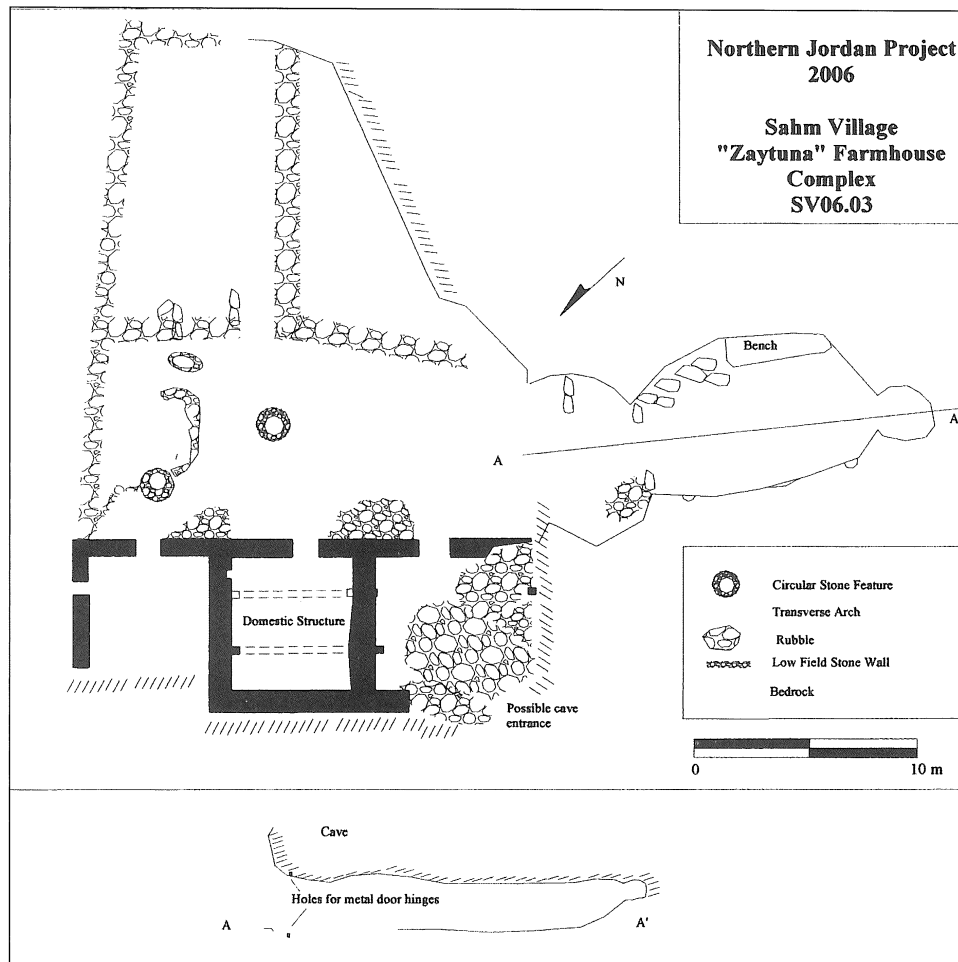 Northern Jordan Project
2006
Sahm Village
"Zaytuna" Farmhouse
Complex
SV06.03
N
Bench
A
A
Domestic Structure
Possible cave
entrance
Circular Stone Feature
Transverse Arch
Rubble
Low Field Stone Wall
Bedrock
0
10 m
Cave
Holes for metal door hinges
A
A'